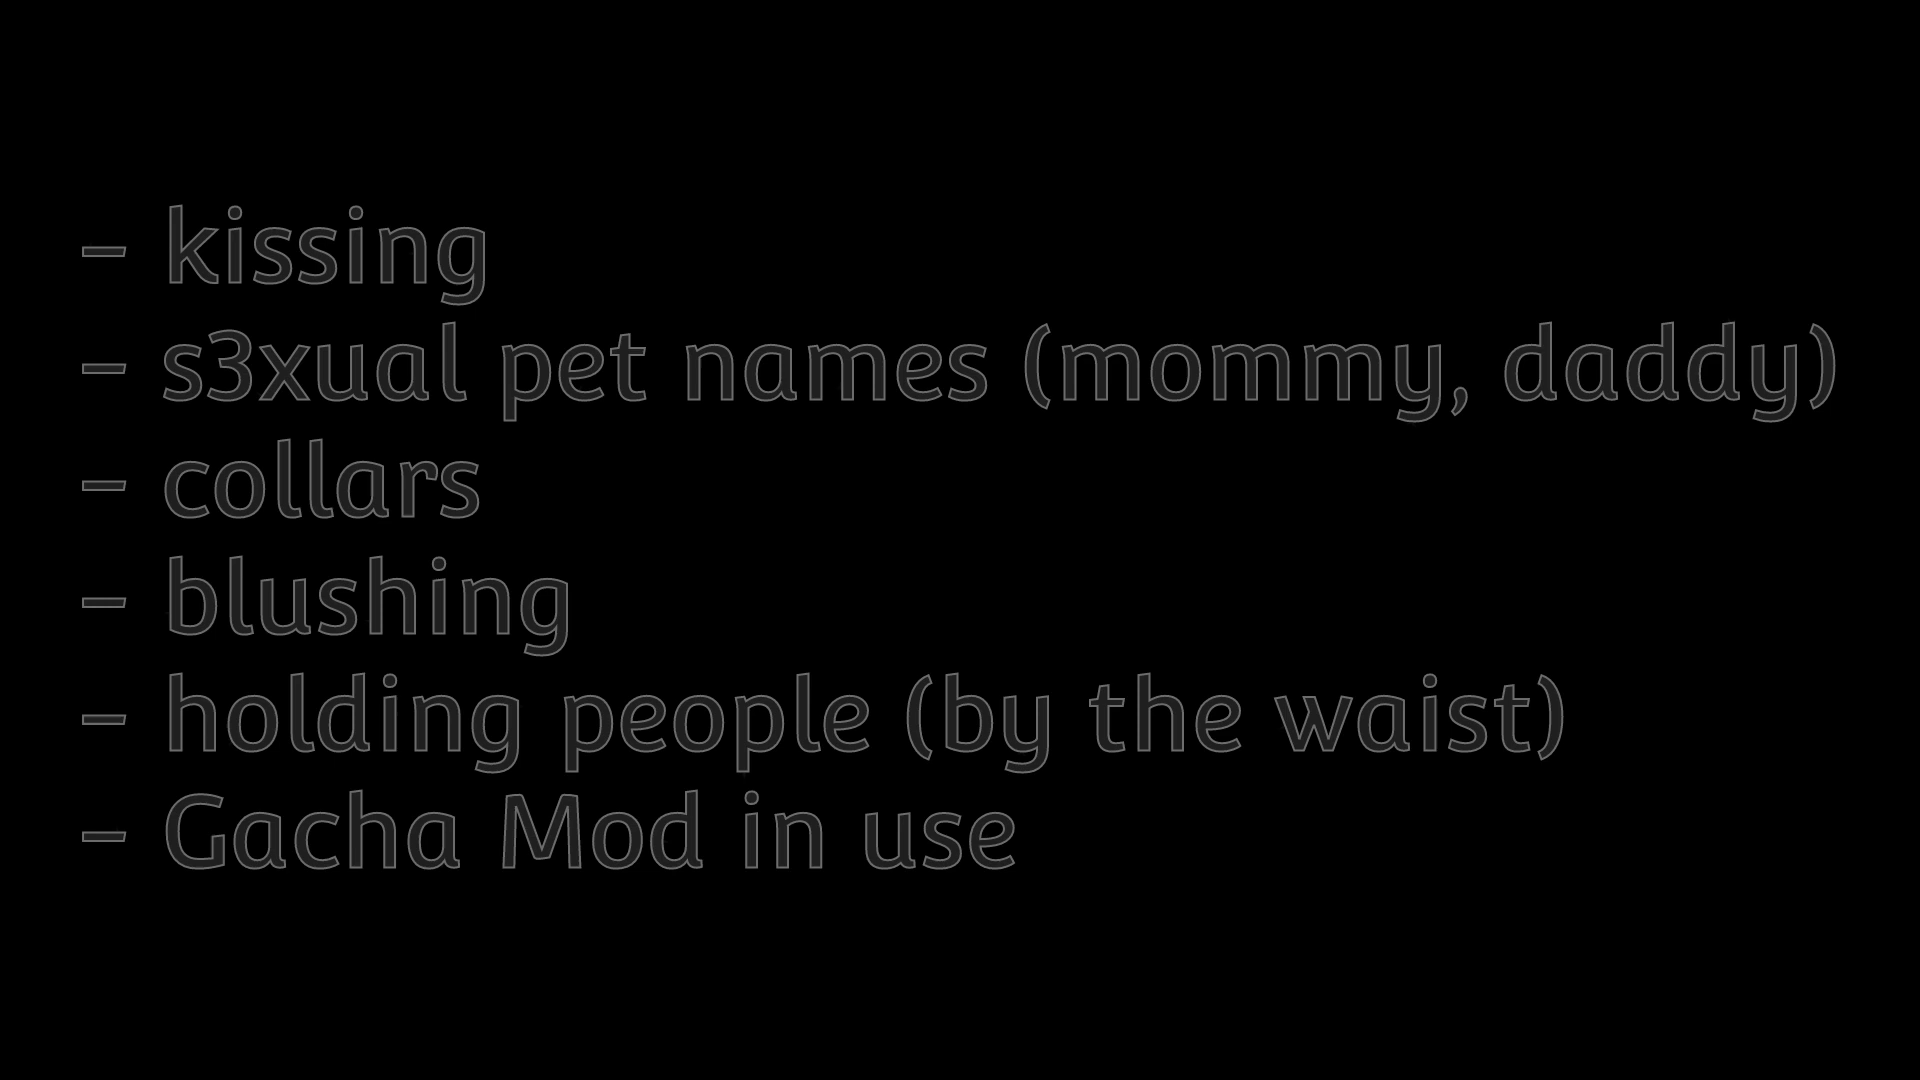 - kissing
- s3xual pet names (mommy, daddy)
- collars
- blushing
- holding people (by the waist)
- Gacha Mod in use